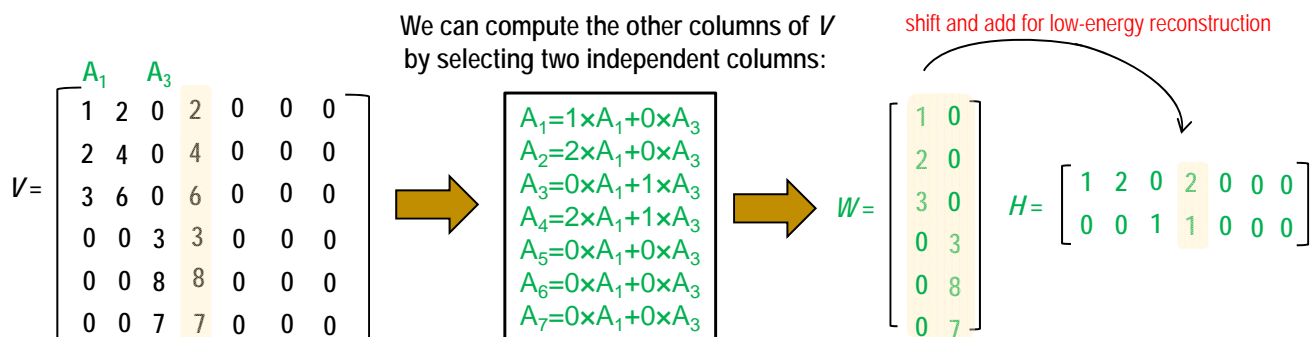 We can compute the other columns of V
by selecting two independent columns:
shift and add for low-energy reconstruction
A₁ A₃
V =
1 2 0 2 0 0 0
2 4 0 4 0 0 0
3 6 0 6 0 0 0
0 0 3 3 0 0 0
0 0 8 8 0 0 0
0 0 7 7 0 0 0
A₁=1×A₁+0×A₃
A₂=2×A₁+0×A₃
A₃=0×A₁+1×A₃
A₄=2×A₁+1×A₃
A₅=0×A₁+0×A₃
A₆=0×A₁+0×A₃
A₇=0×A₁+0×A₃
W =
1 0
2 0
3 0
0 3
0 8
0 7
H =
1 2 0 2 0 0 0
0 0 1 1 0 0 0